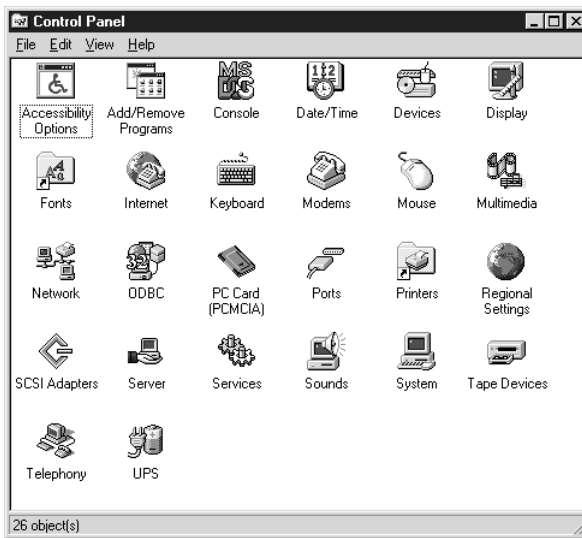 Control Panel
File Edit View Help
MS
DOS
Accessibility Options
Add/Remove Programs
Console
Date/Time
Devices
Display
Fonts
Internet
Keyboard
Modems
Mouse
Multimedia
32
Network
ODBC
PC Card (PCMCIA)
Ports
Printers
Regional Settings
SCSI Adapters
Server
Services
Sounds
System
Tape Devices
Telephony
UPS
26 object(s)